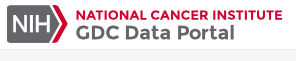 NIH
NATIONAL CANCER INSTITUTE
GDC Data Portal